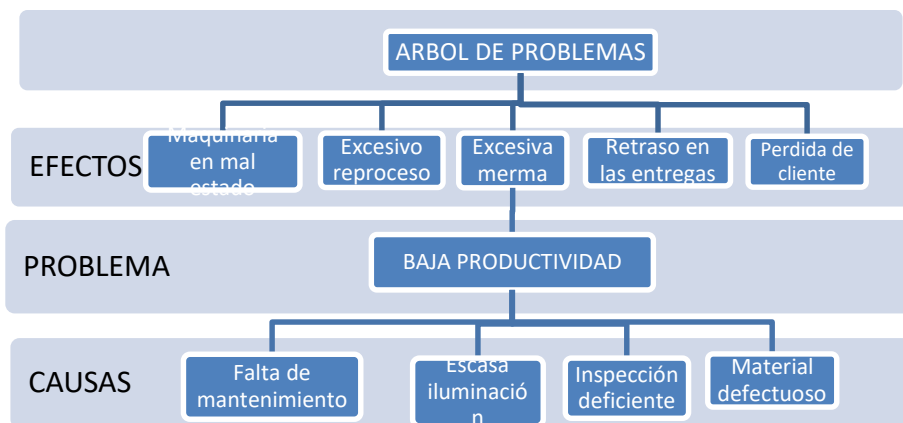 ARBOL DE PROBLEMAS
EFECTOS
Maquinaria
en mal
estado
Excesivo
reproceso
Excesiva
merma
Retraso en
las entregas
Perdida de
cliente
PROBLEMA
BAJA PRODUCTIVIDAD
CAUSAS
Falta de
mantenimiento
Escasa
iluminació
n
Inspección
deficiente
Material
defectuoso